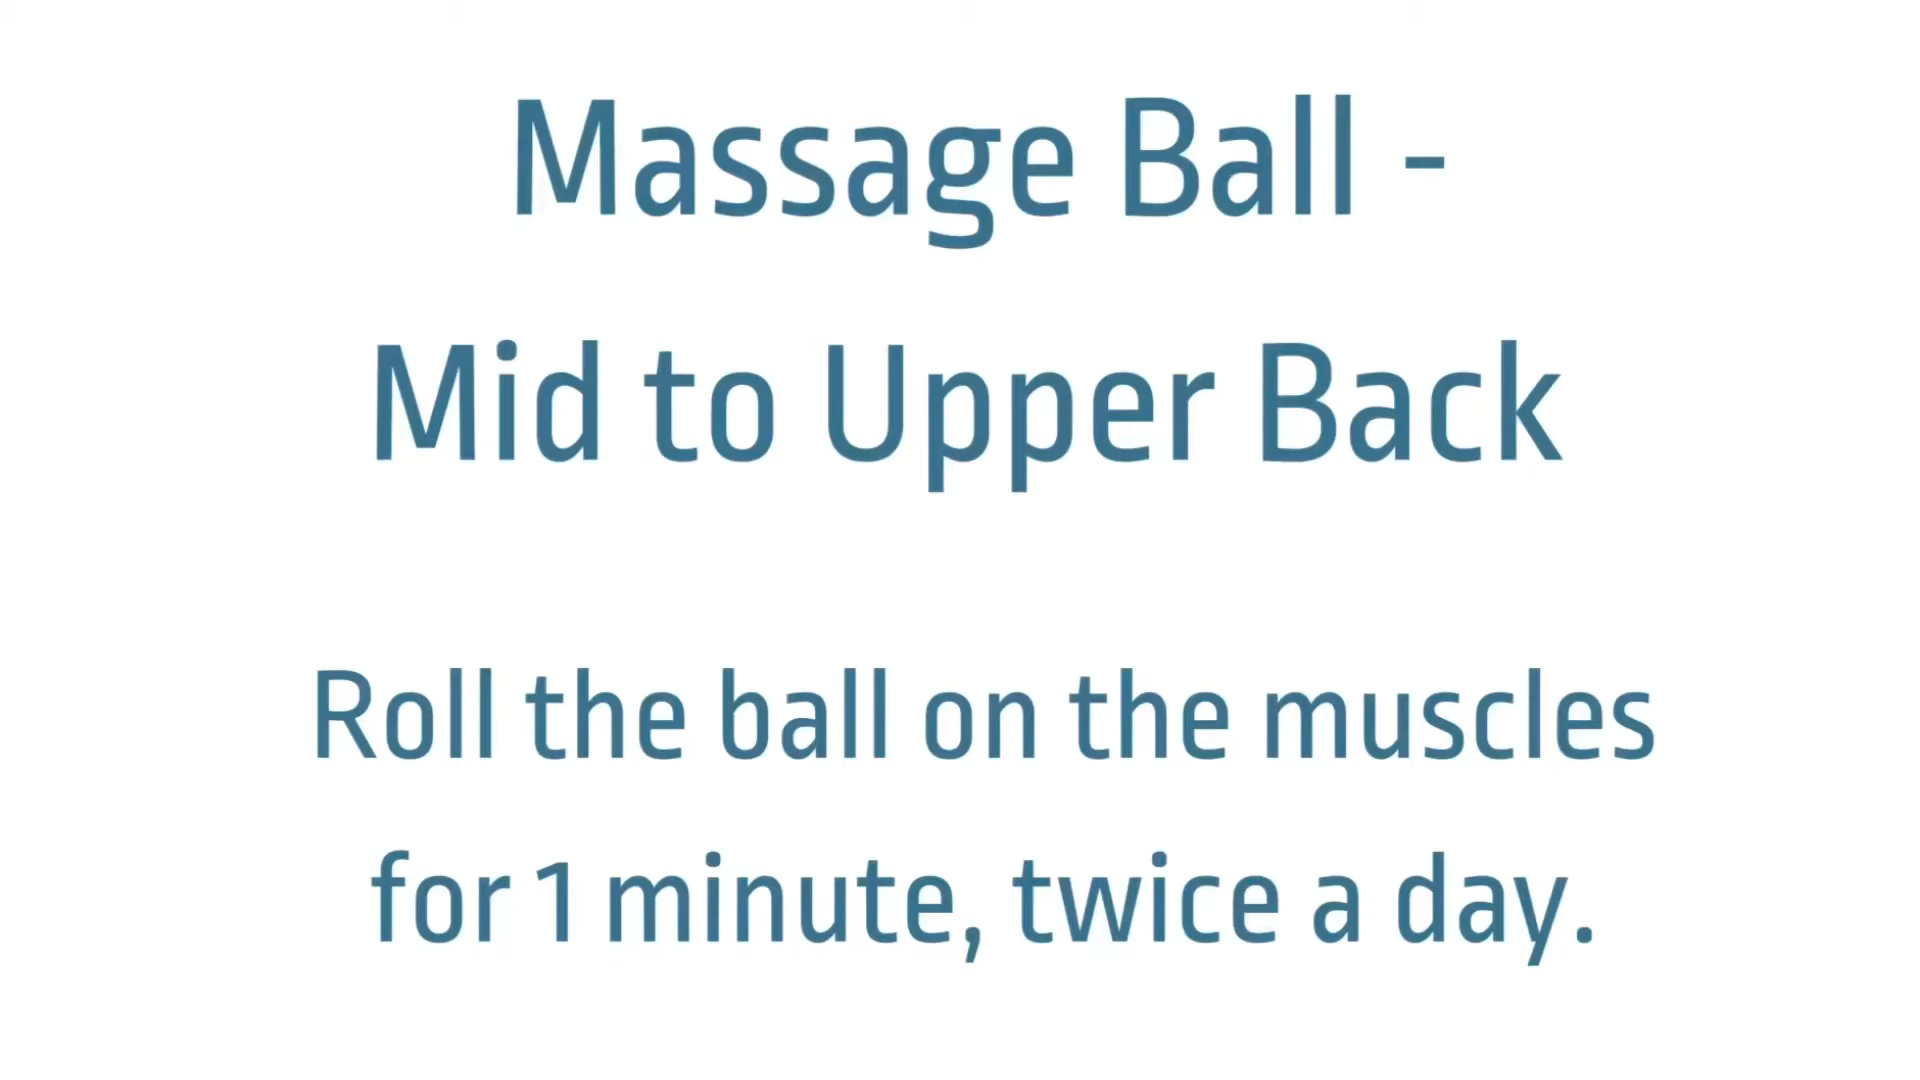 Massage Ball -
Mid to Upper Back
Roll the ball on the muscles
for 1 minute, twice a day.